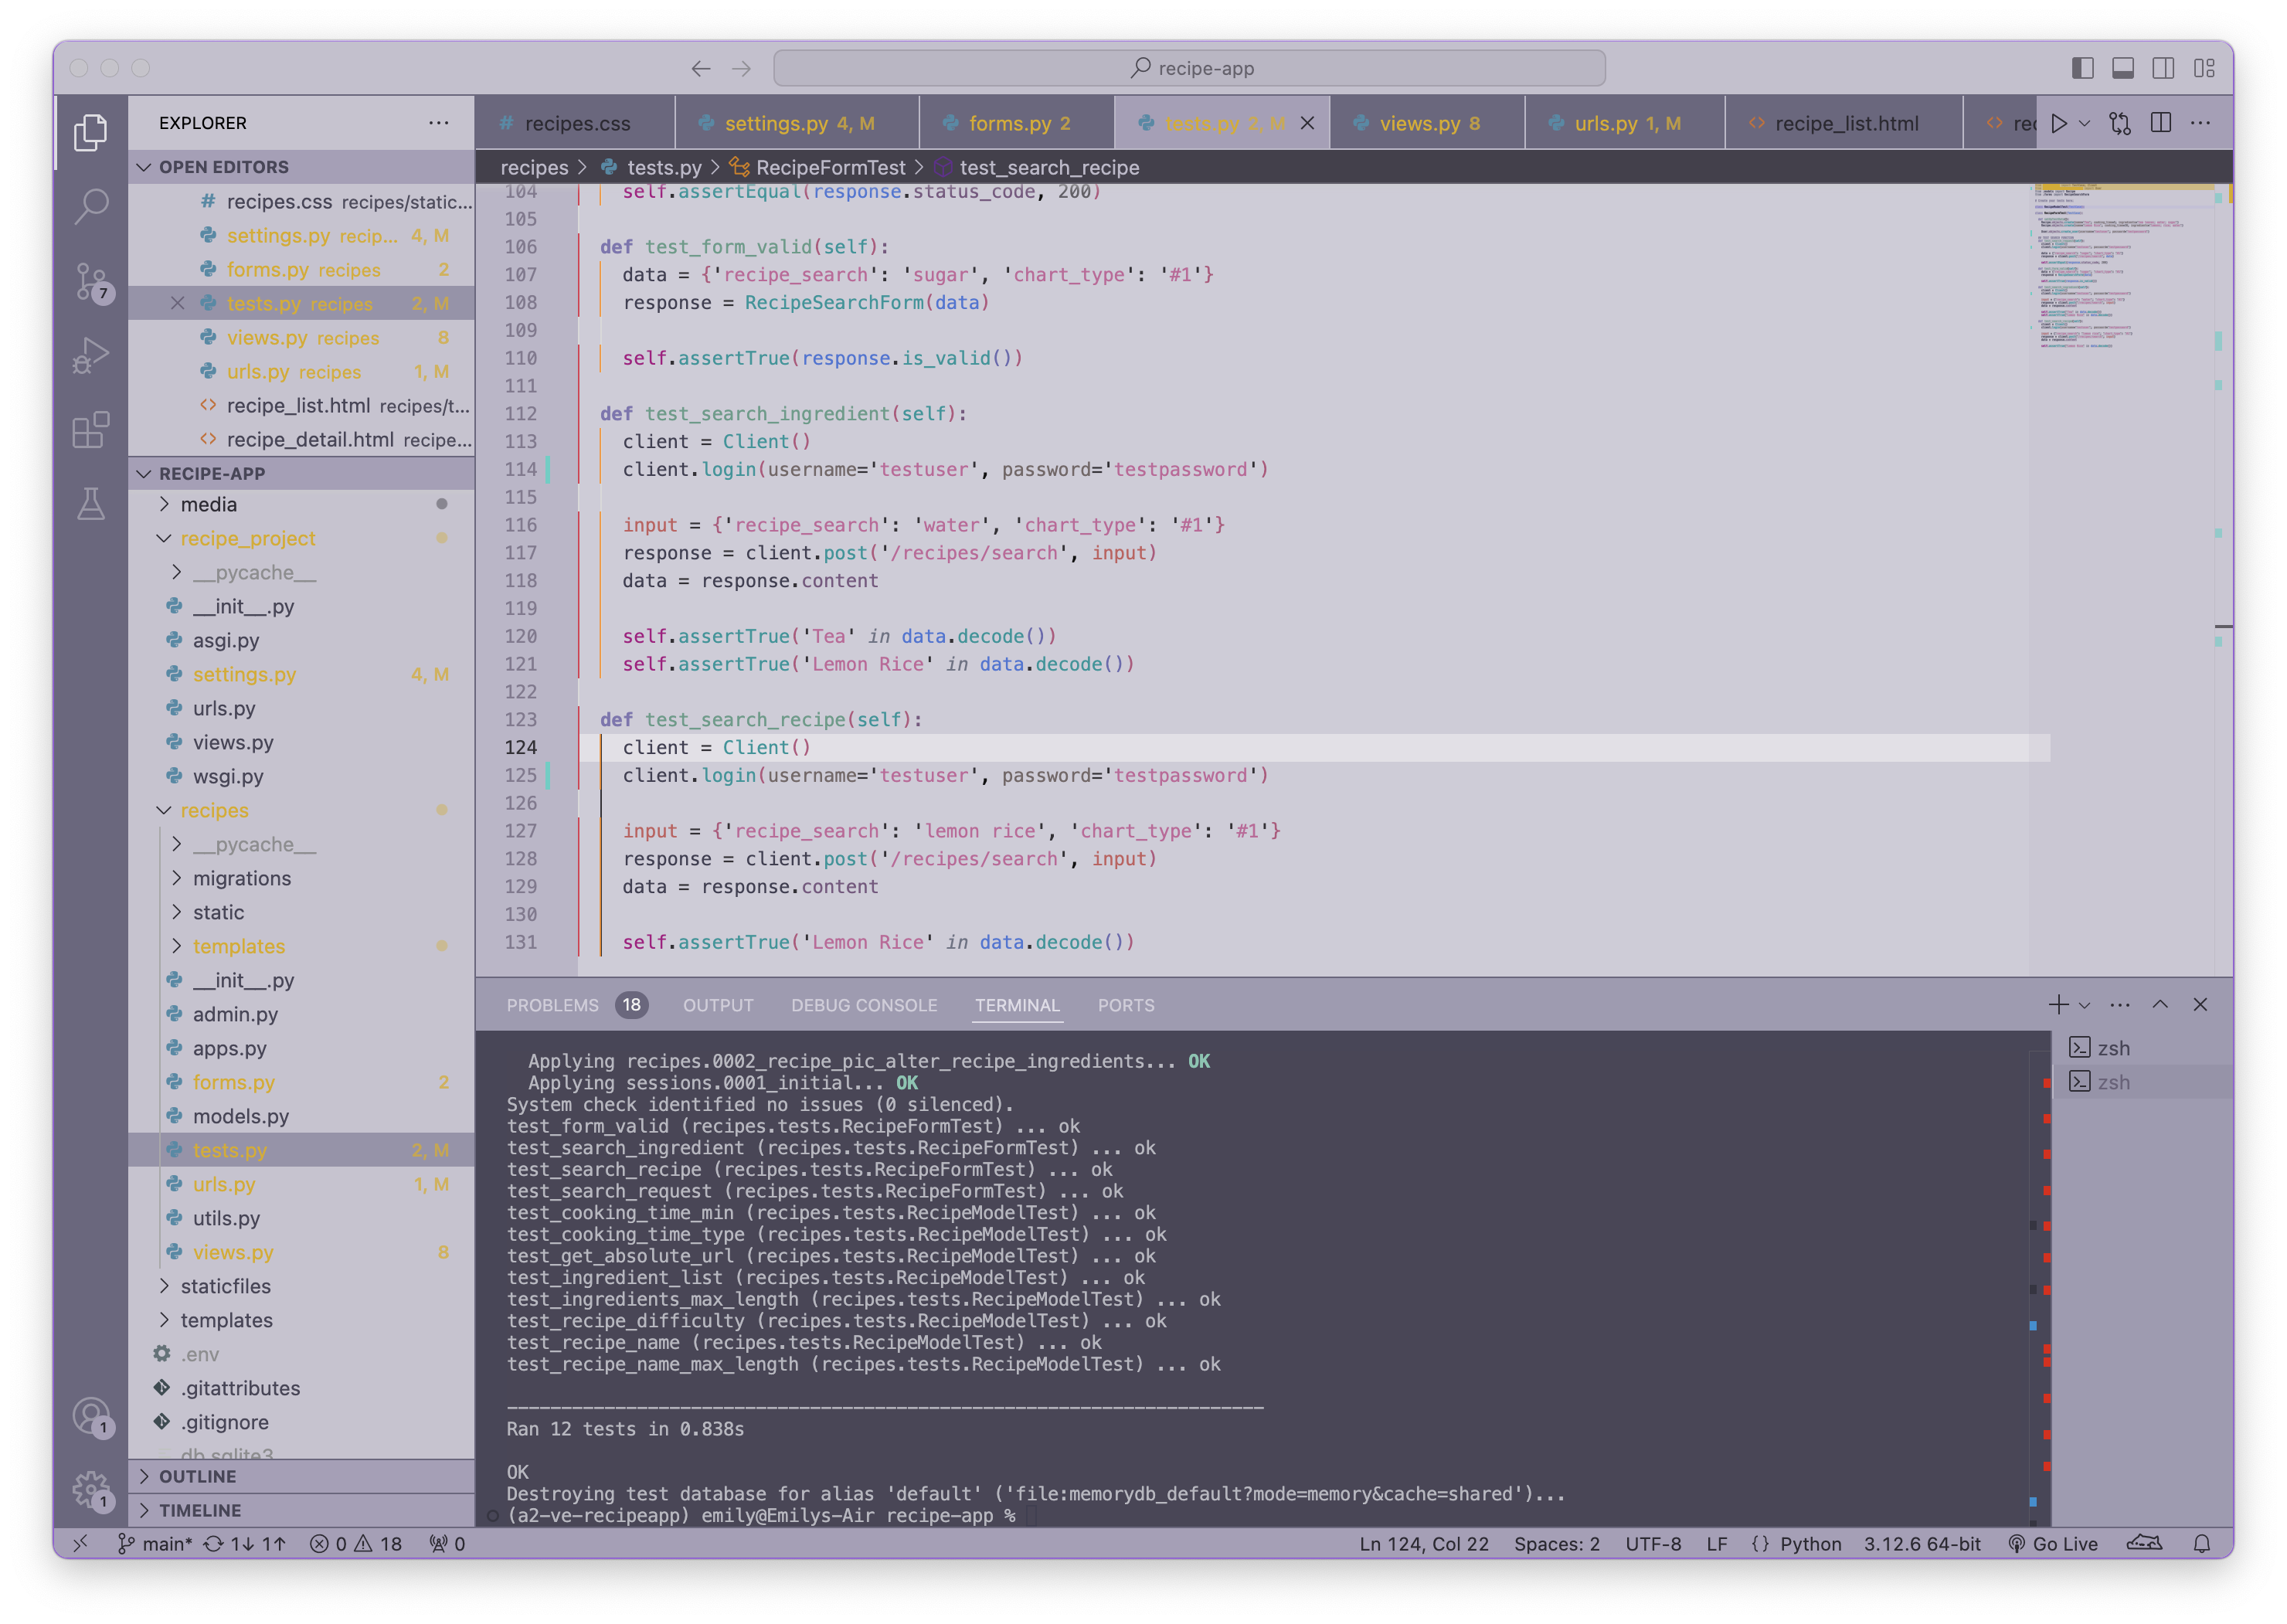 recipe-app
EXPLORER
OPEN EDITORS
recipes.css recipes/static...
settings.py recip... 4, M
forms.py recipes 2
tests.py recipes 2, M
views.py recipes 8
urls.py recipes 1, M
recipe_list.html recipes/t...
recipe_detail.html recipe...
RECIPE-APP
media
recipe_project
__pycache__
__init__.py
asgi.py
settings.py 4, M
urls.py
views.py
wsgi.py
recipes
__pycache__
migrations
static
templates
__init__.py
admin.py
apps.py
forms.py 2
models.py
tests.py 2, M
urls.py 1, M
utils.py
views.py 8
staticfiles
templates
.env
.gitattributes
.gitignore
db.sqlite3
OUTLINE
TIMELINE
7
1
1
# recipes.css settings.py 4, M forms.py 2 tests.py 2, M views.py 8 urls.py 1, M recipe_list.html rec
recipes > tests.py > RecipeFormTest > test_search_recipe
104 self.assertEqual(response.status_code, 200)
105
106 def test_form_valid(self):
107 data = {'recipe_search': 'sugar', 'chart_type': '#1'}
108 response = RecipeSearchForm(data)
109
110 self.assertTrue(response.is_valid())
111
112 def test_search_ingredient(self):
113 client = Client()
114 client.login(username='testuser', password='testpassword')
115
116 input = {'recipe_search': 'water', 'chart_type': '#1'}
117 response = client.post('/recipes/search', input)
118 data = response.content
119
120 self.assertTrue('Tea' in data.decode())
121 self.assertTrue('Lemon Rice' in data.decode())
122
123 def test_search_recipe(self):
124 client = Client()
125 client.login(username='testuser', password='testpassword')
126
127 input = {'recipe_search': 'lemon rice', 'chart_type': '#1'}
128 response = client.post('/recipes/search', input)
129 data = response.content
130
131 self.assertTrue('Lemon Rice' in data.decode())
PROBLEMS 18 OUTPUT DEBUG CONSOLE TERMINAL PORTS
Applying recipes.0002_recipe_pic_alter_recipe_ingredients... OK
Applying sessions.0001_initial... OK
System check identified no issues (0 silenced).
test_form_valid (recipes.tests.RecipeFormTest) ... ok
test_search_ingredient (recipes.tests.RecipeFormTest) ... ok
test_search_recipe (recipes.tests.RecipeFormTest) ... ok
test_search_request (recipes.tests.RecipeFormTest) ... ok
test_cooking_time_min (recipes.tests.RecipeModelTest) ... ok
test_cooking_time_type (recipes.tests.RecipeModelTest) ... ok
test_get_absolute_url (recipes.tests.RecipeModelTest) ... ok
test_ingredient_list (recipes.tests.RecipeModelTest) ... ok
test_ingredients_max_length (recipes.tests.RecipeModelTest) ... ok
test_recipe_difficulty (recipes.tests.RecipeModelTest) ... ok
test_recipe_name (recipes.tests.RecipeModelTest) ... ok
test_recipe_name_max_length (recipes.tests.RecipeModelTest) ... ok
----------------------------------------------------------------------
Ran 12 tests in 0.838s
OK
Destroying test database for alias 'default' ('file:memorydb_default?mode=memory&cache=shared')...
(a2-ve-recipeapp) emily@Emilys-Air recipe-app %
zsh
zsh
main* 1↓ 1↑ 0 18 0 Ln 124, Col 22 Spaces: 2 UTF-8 LF {} Python 3.12.6 64-bit Go Live